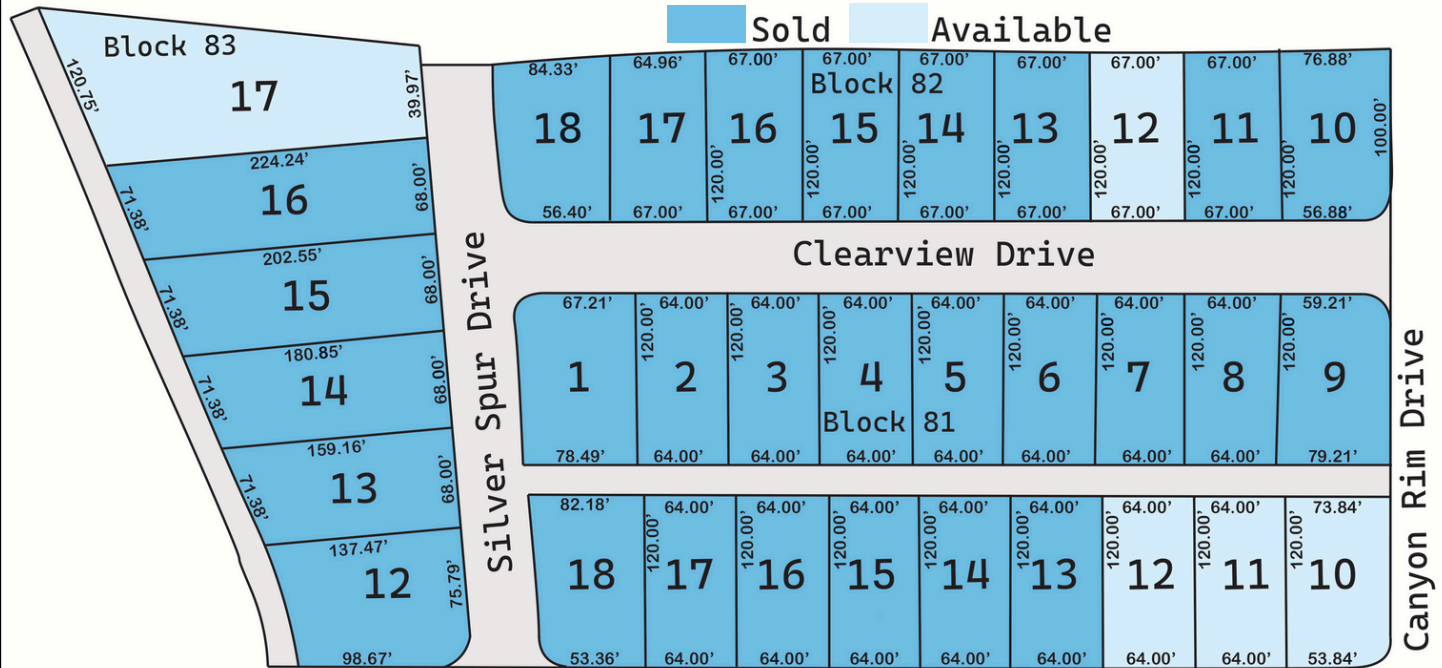 Sold Available
Block 83
17
120.75’
39.97’
224.24’
16
71.38’
68.00’
202.55’
15
71.38’
68.00’
180.85’
14
71.38’
68.00’
159.16’
13
71.38’
68.00’
137.47’
12
75.79’
98.67’
Silver Spur Drive
84.33’ 64.96’ 67.00’ 67.00’ 67.00’ 67.00’ 67.00’ 67.00’ 76.88’
Block 82
18 17 16 15 14 13 12 11 10
120.00’ 120.00’ 120.00’ 120.00’ 120.00’ 120.00’ 120.00’ 100.00’
56.40’ 67.00’ 67.00’ 67.00’ 67.00’ 67.00’ 67.00’ 67.00’ 56.88’
Clearview Drive
67.21’ 64.00’ 64.00’ 64.00’ 64.00’ 64.00’ 64.00’ 64.00’ 59.21’
120.00’ 120.00’ 120.00’ 120.00’ 120.00’ 120.00’ 120.00’ 120.00’
1 2 3 4 5 6 7 8 9
Block 81
78.49’ 64.00’ 64.00’ 64.00’ 64.00’ 64.00’ 64.00’ 64.00’ 79.21’
82.18’ 64.00’ 64.00’ 64.00’ 64.00’ 64.00’ 64.00’ 64.00’ 73.84’
120.00’ 120.00’ 120.00’ 120.00’ 120.00’ 120.00’ 120.00’ 120.00’
18 17 16 15 14 13 12 11 10
53.36’ 64.00’ 64.00’ 64.00’ 64.00’ 64.00’ 64.00’ 64.00’ 53.84’
Canyon Rim Drive